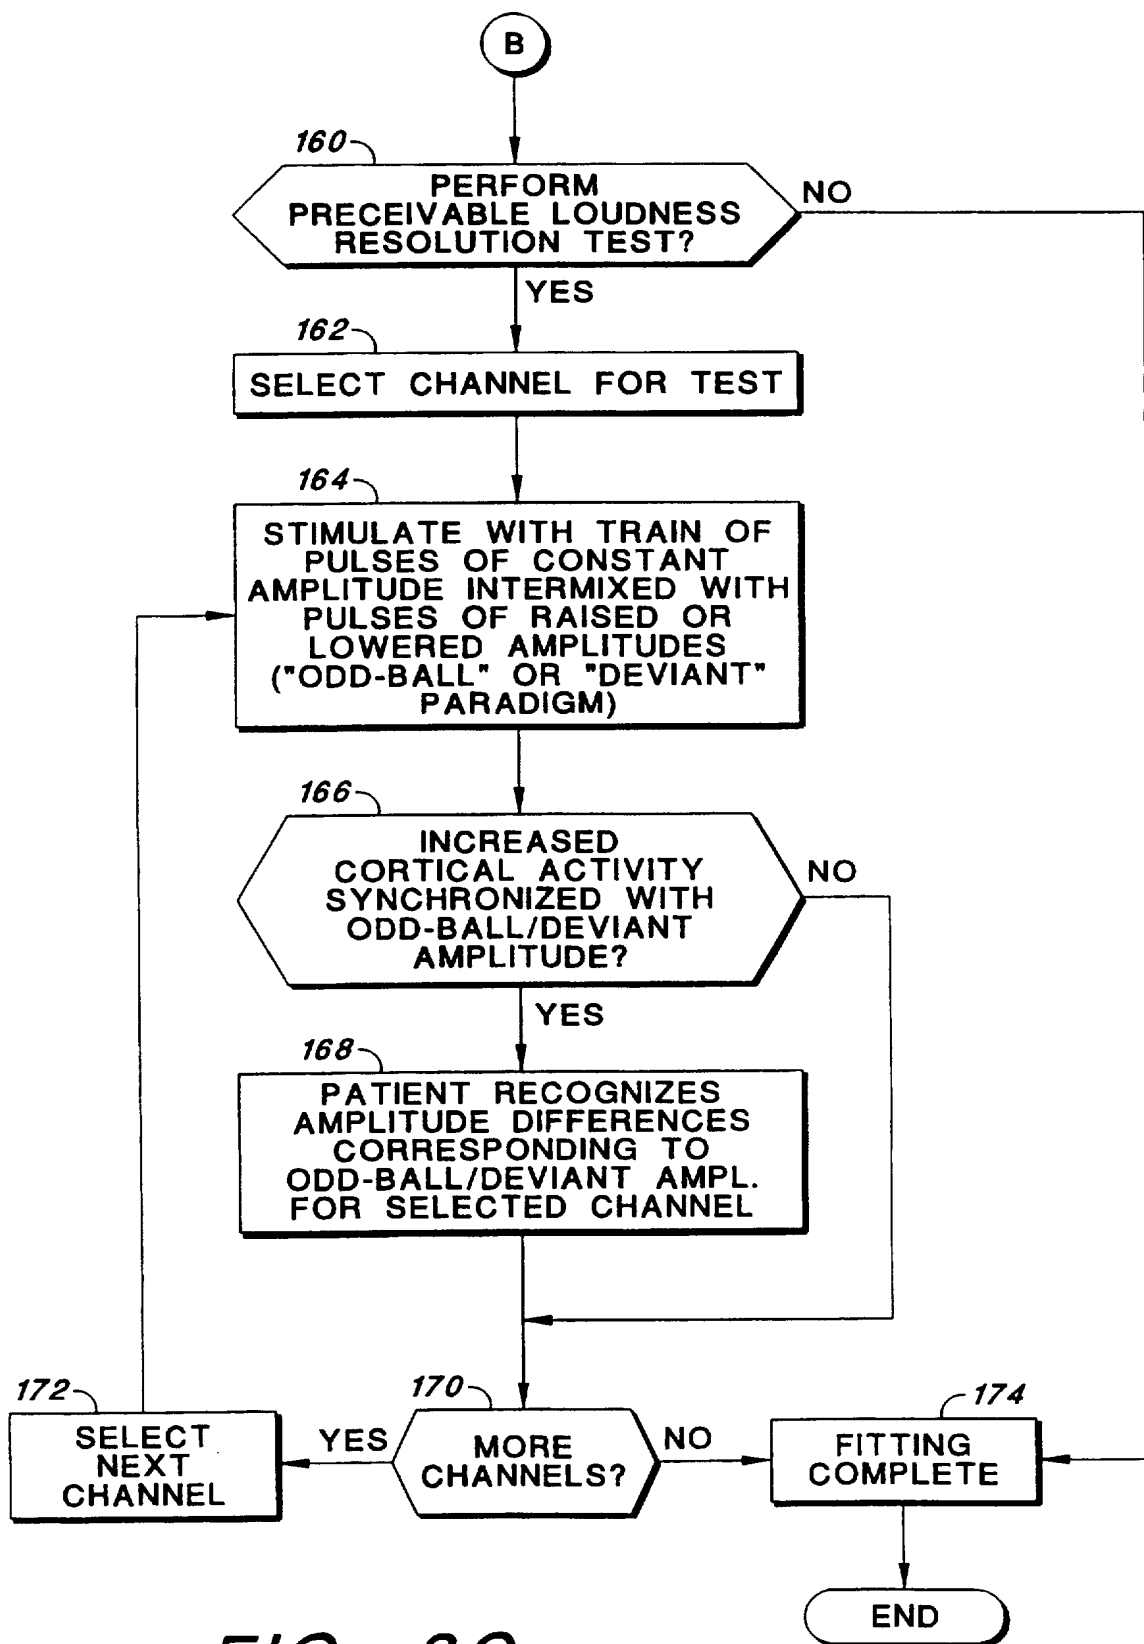 B
160
PERFORM
PRECEIVABLE LOUDNESS
RESOLUTION TEST?
NO
YES
162
SELECT CHANNEL FOR TEST
164
STIMULATE WITH TRAIN OF
PULSES OF CONSTANT
AMPLITUDE INTERMIXED WITH
PULSES OF RAISED OR
LOWERED AMPLITUDES
("ODD-BALL" OR "DEVIANT"
PARADIGM)
166
INCREASED
CORTICAL ACTIVITY
SYNCHRONIZED WITH
ODD-BALL/DEVIANT
AMPLITUDE?
NO
YES
168
PATIENT RECOGNIZES
AMPLITUDE DIFFERENCES
CORRESPONDING TO
ODD-BALL/DEVIANT AMPL.
FOR SELECTED CHANNEL
172
SELECT
NEXT
CHANNEL
YES
170
MORE
CHANNELS?
NO
174
FITTING
COMPLETE
END